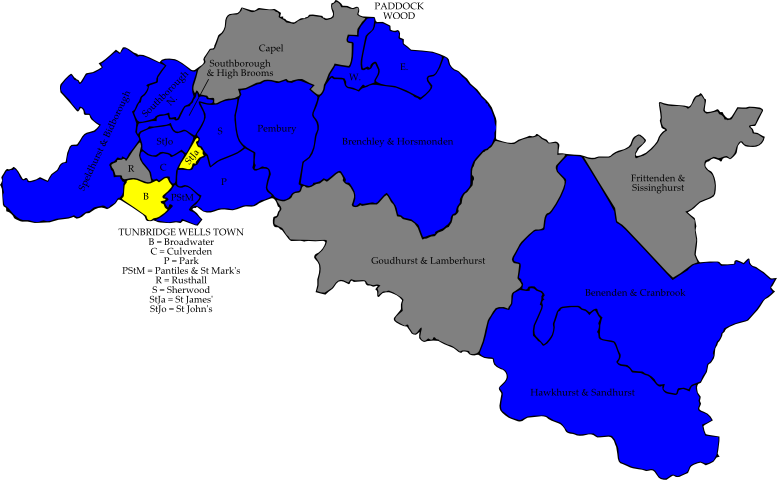 PADDOCK
WOOD
Capel
Southborough
& High Brooms
W
E
Southborough
N
Speldhurst & Bidborough
StJo
S
Pembury
Brenchley & Horsmonden
StJa
R
C
P
B
PStM
Frittenden &
Sissinghurst
TUNBRIDGE WELLS TOWN
B = Broadwater
C = Culverden
P = Park
PStM = Pantiles & St Mark's
R = Rusthall
S = Sherwood
StJa = St James'
StJo = St John's
Goudhurst & Lamberhurst
Benenden & Cranbrook
Hawkhurst & Sandhurst